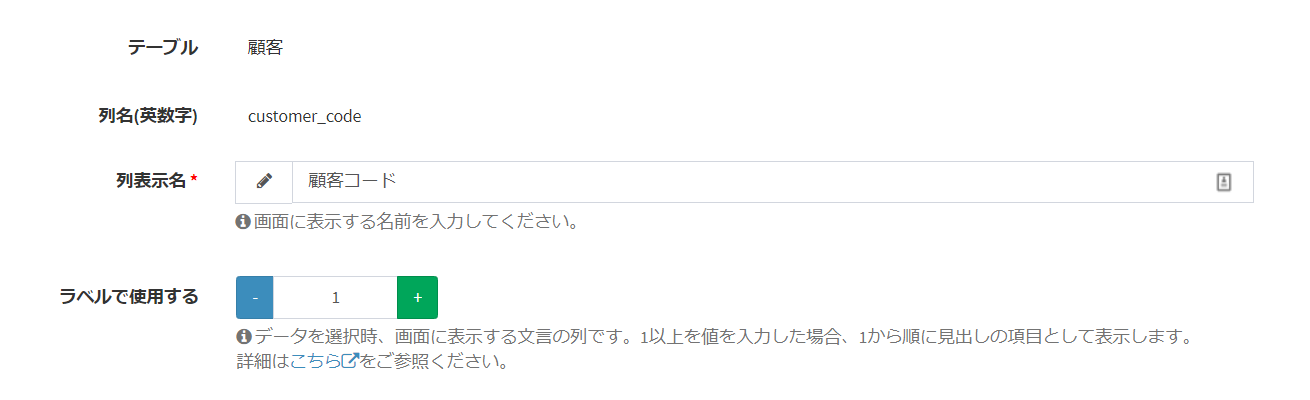 テーブル 顧客
列名(英数字) customer_code
列表示名* 顧客コード
画面に表示する名前を入力してください。
ラベルで使用する - 1 +
データを選択時、画面に表示する文言の列です。1以上を値を入力した場合、1から順に見出しの項目として表示します。
詳細はこちらをご参照ください。